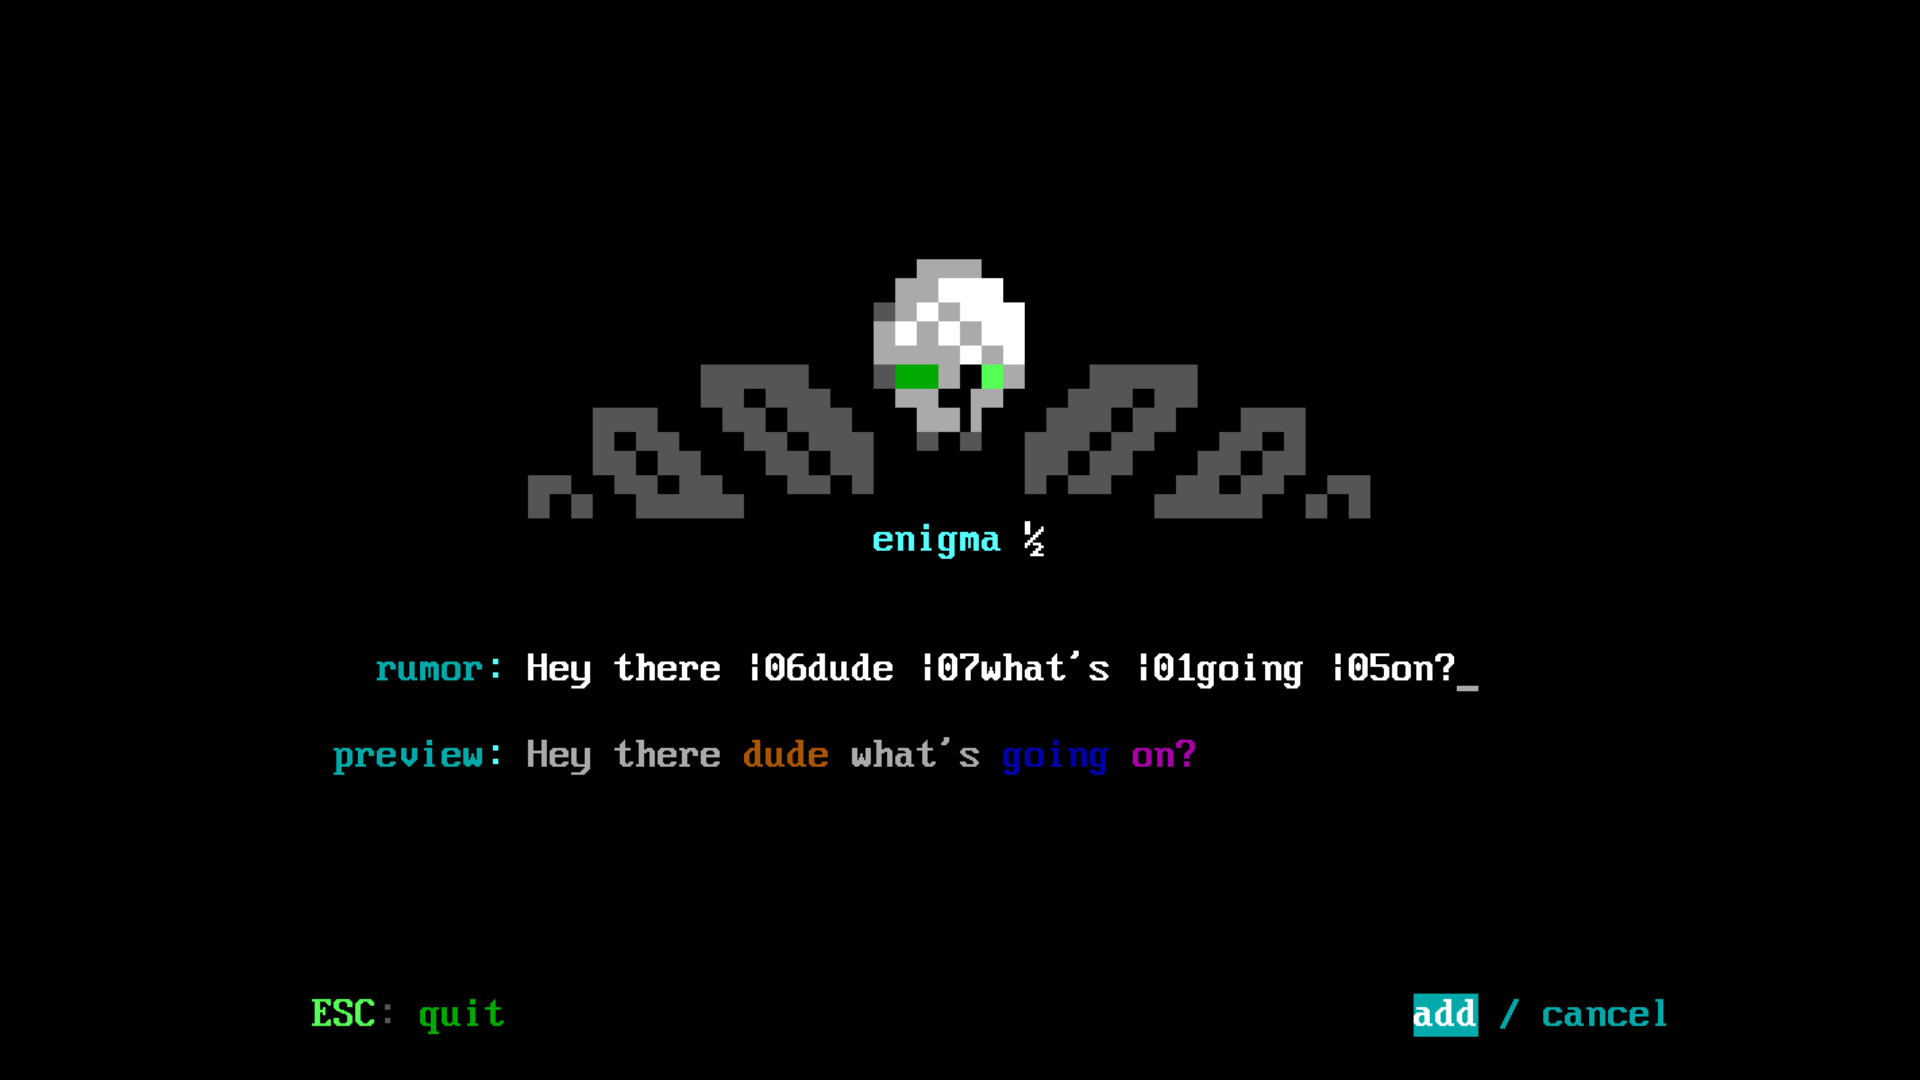 enigma ½
rumor: Hey there |06dude |07what's |01going |05on?_
preview: Hey there dude what's going on?
ESC: quit
add / cancel